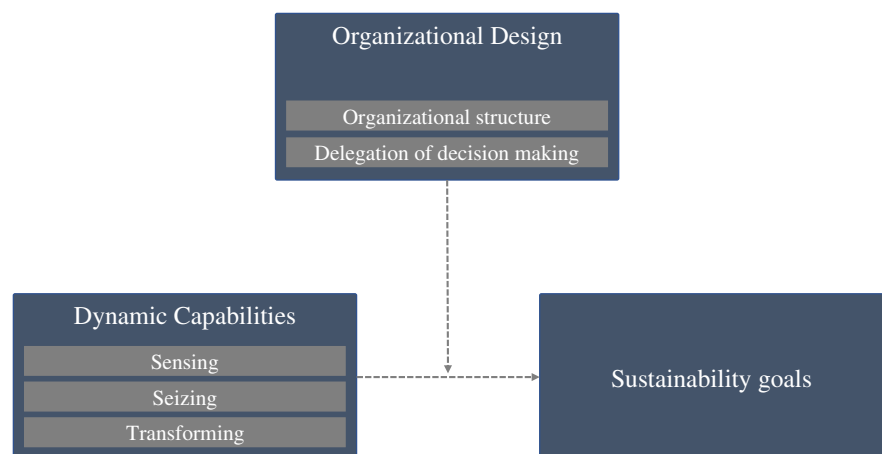 Organizational Design
Organizational structure
Delegation of decision making
Dynamic Capabilities
Sensing
Seizing
Transforming
Sustainability goals